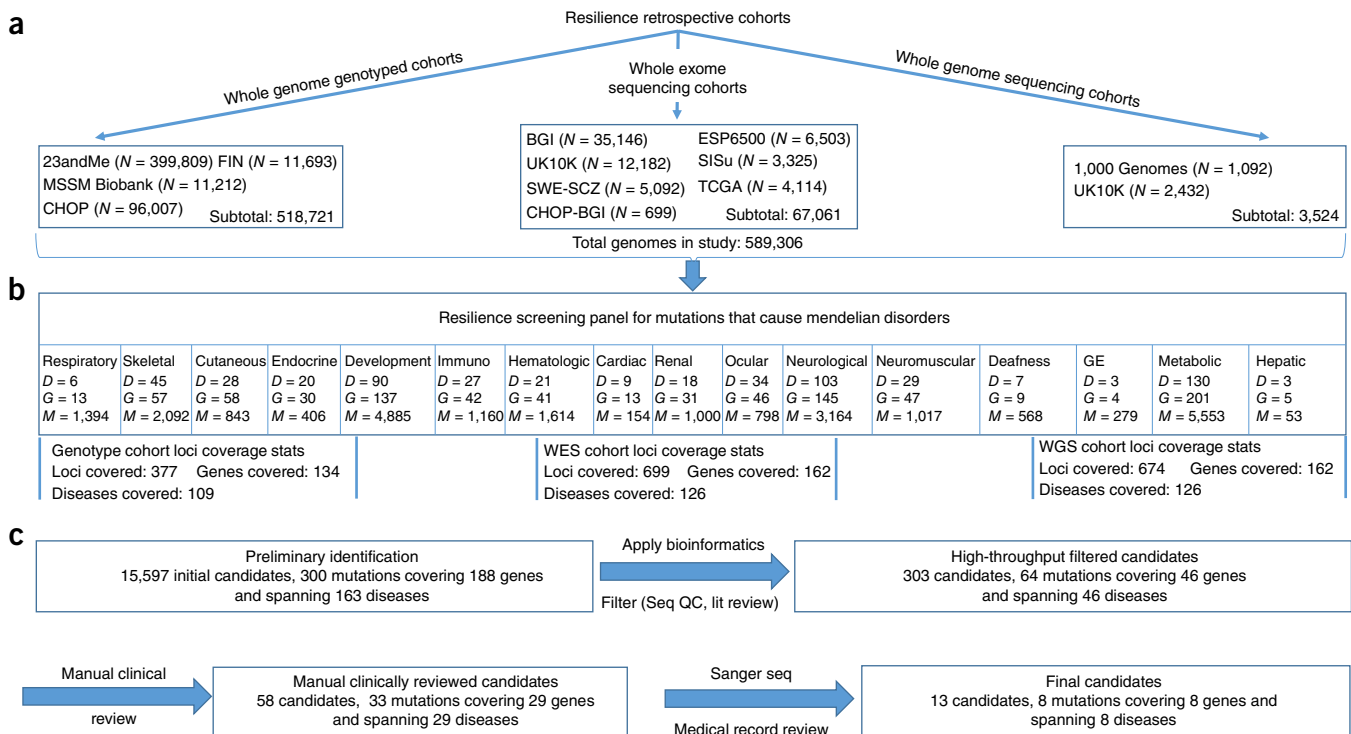 a
Resilience retrospective cohorts
Whole genome genotyped cohorts
Whole exome
sequencing cohorts
Whole genome sequencing cohorts
23andMe (N = 399,809) FIN (N = 11,693)
MSSM Biobank (N = 11,212)
CHOP (N = 96,007) Subtotal: 518,721
BGI (N = 35,146) ESP6500 (N = 6,503)
UK10K (N = 12,182) SISu (N = 3,325)
SWE-SCZ (N = 5,092) TCGA (N = 4,114)
CHOP-BGI (N = 699) Subtotal: 67,061
1,000 Genomes (N = 1,092)
UK10K (N = 2,432)
Subtotal: 3,524
Total genomes in study: 589,306
b
Resilience screening panel for mutations that cause mendelian disorders
Respiratory Skeletal Cutaneous Endocrine Development Immuno Hematologic Cardiac Renal Ocular Neurological Neuromuscular Deafness GE Metabolic Hepatic
D = 6 D = 45 D = 28 D = 20 D = 90 D = 27 D = 21 D = 9 D = 18 D = 34 D = 103 D = 29 D = 7 D = 3 D = 130 D = 3
G = 13 G = 57 G = 58 G = 30 G = 137 G = 42 G = 41 G = 13 G = 31 G = 46 G = 145 G = 47 G = 9 G = 4 G = 201 G = 5
M = 1,394 M = 2,092 M = 843 M = 406 M = 4,885 M = 1,160 M = 1,614 M = 154 M = 1,000 M = 798 M = 3,164 M = 1,017 M = 568 M = 279 M = 5,553 M = 53
Genotype cohort loci coverage stats
Loci covered: 377 Genes covered: 134
Diseases covered: 109
WES cohort loci coverage stats
Loci covered: 699 Genes covered: 162
Diseases covered: 126
WGS cohort loci coverage stats
Loci covered: 674 Genes covered: 162
Diseases covered: 126
c
Preliminary identification
15,597 initial candidates, 300 mutations covering 188 genes
and spanning 163 diseases
Apply bioinformatics
Filter (Seq QC, lit review)
High-throughput filtered candidates
303 candidates, 64 mutations covering 46 genes
and spanning 46 diseases
Manual clinical
review
Manual clinically reviewed candidates
58 candidates, 33 mutations covering 29 genes
and spanning 29 diseases
Sanger seq
Medical record review
Final candidates
13 candidates, 8 mutations covering 8 genes and
spanning 8 diseases